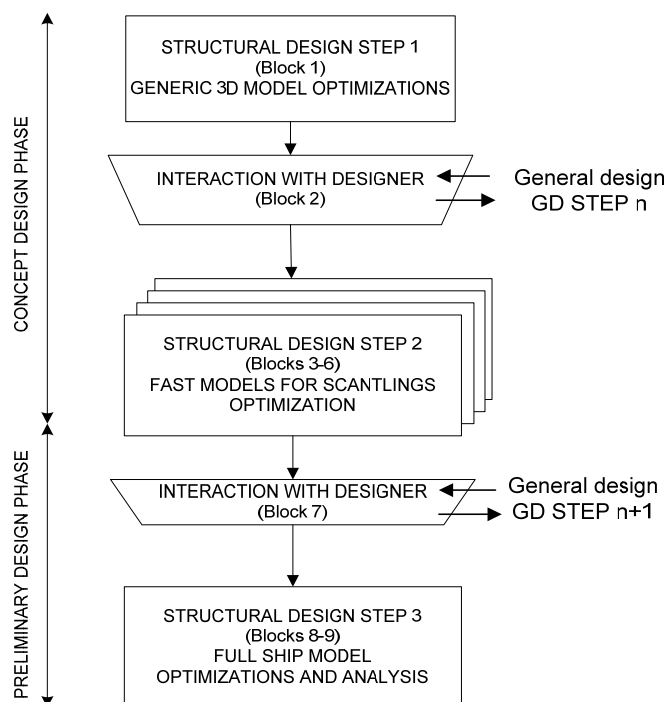 CONCEPT DESIGN PHASE
STRUCTURAL DESIGN STEP 1
(Block 1)
GENERIC 3D MODEL OPTIMIZATIONS
INTERACTION WITH DESIGNER
(Block 2)
General design
GD STEP n
STRUCTURAL DESIGN STEP 2
(Blocks 3-6)
FAST MODELS FOR SCANTLINGS
OPTIMIZATION
PRELIMINARY DESIGN PHASE
INTERACTION WITH DESIGNER
(Block 7)
General design
GD STEP n+1
STRUCTURAL DESIGN STEP 3
(Blocks 8-9)
FULL SHIP MODEL
OPTIMIZATIONS AND ANALYSIS